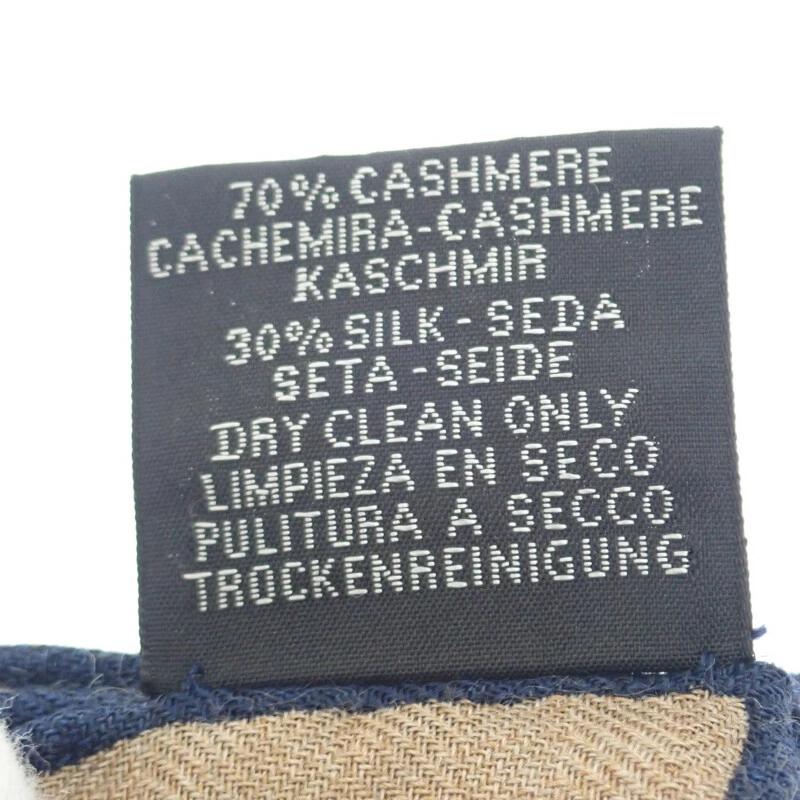 70% CASHMERE
CACHEMIRA-CASHMERE
KASCHMIR
30% SILK - SEDA
SETA - SEIDE
DRY CLEAN ONLY
LIMPIEZA EN SECO
PULITURA A SECCO
TROCKENREINIGUNG